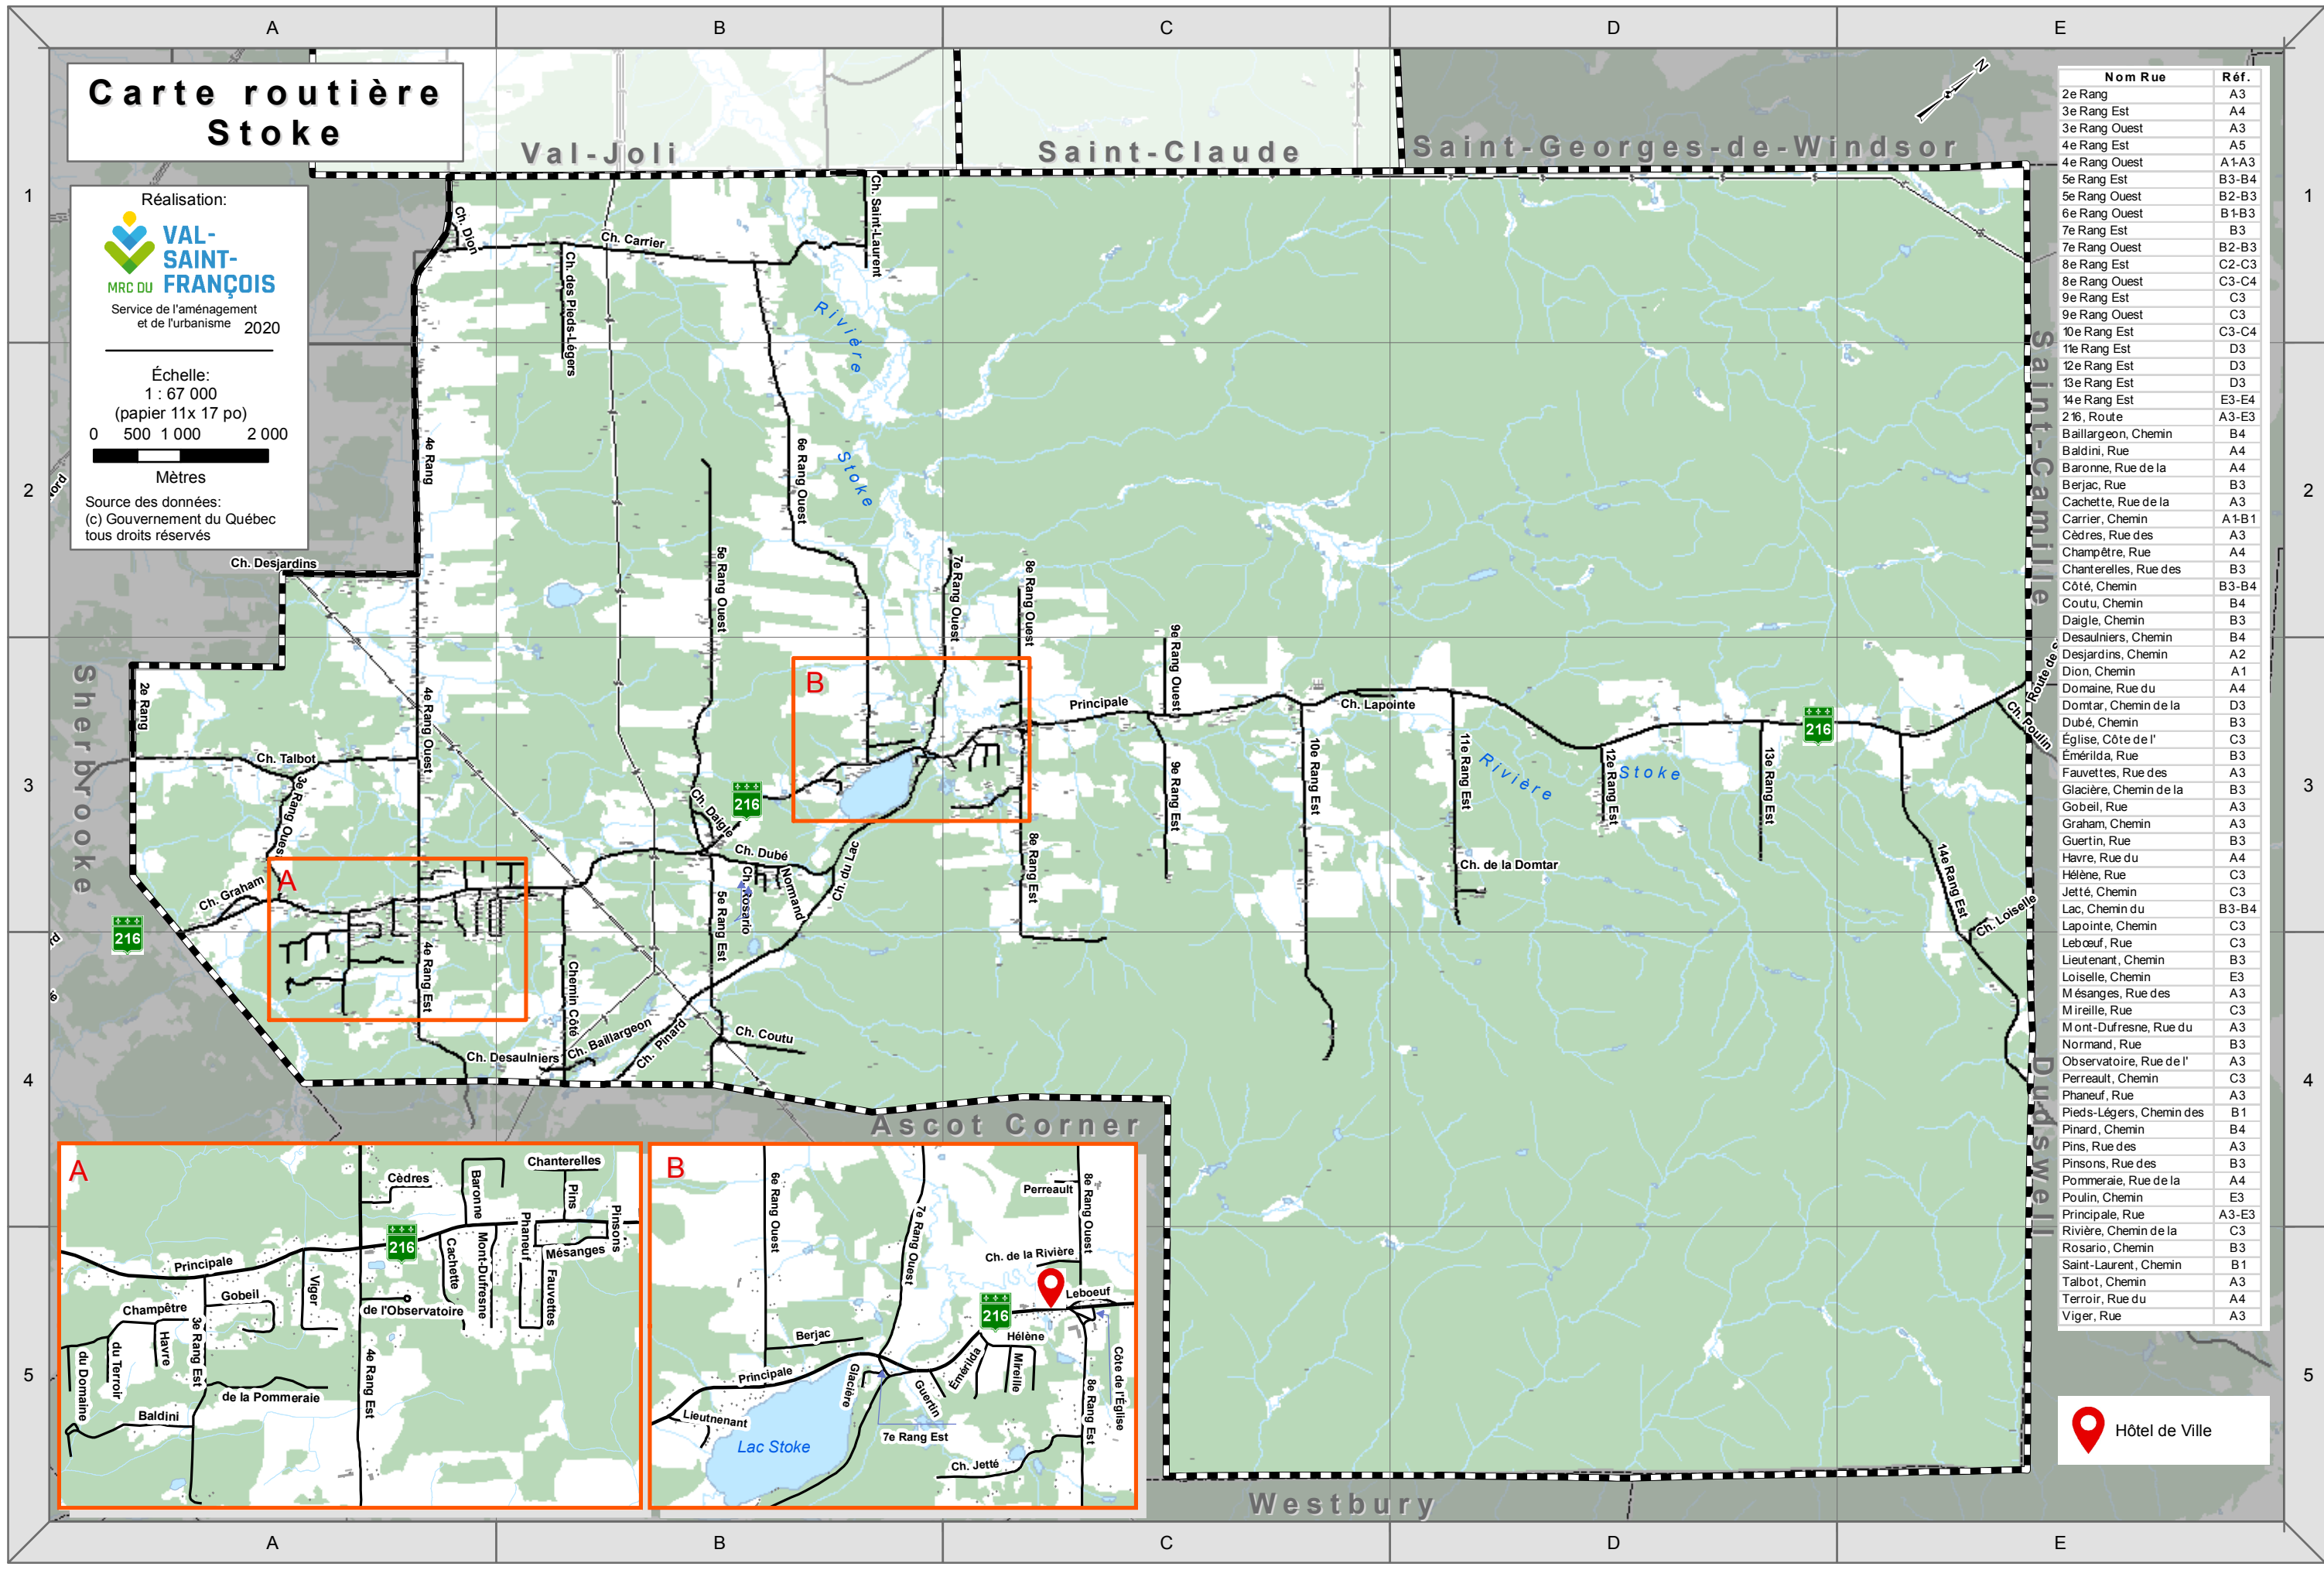 A B C D E
Carte routière
Stoke
Réalisation:
VAL-
SAINT-
FRANÇOIS
MRC DU
Service de l'aménagement
et de l'urbanisme 2020
Échelle:
1 : 67 000
(papier 11x 17 po)
0 500 1 000 2 000
Mètres
Source des données:
(c) Gouvernement du Québec
tous droits réservés
1
2
3
4
5
Val-Joli
Saint-Claude
Saint-Georges-de-Windsor
N
Saint-Camille
Dudswell
Westbury
Ascot Corner
Sherbrooke
Ch. Dion
Ch. Carrier
Ch. Saint-Laurent
Ch. des Pieds-Légers
Rivière
Stoke
4e Rang
6e Rang Ouest
5e Rang Ouest
7e Rang Ouest
8e Rang Ouest
9e Rang Ouest
Ch. Desjardins
2e Rang
4e Rang Ouest
Ch. Talbot
3e Rang Ouest
Ch. Graham
216
A
4e Rang Est
Ch. Daigle
216
B
Principale
Ch. Dubé
Ch. Rosario
Normand
Ch. du Lac
5e Rang Est
Chemin Côté
Ch. Desaulniers
Ch. Baillargeon
Ch. Pinard
Ch. Coutu
8e Rang Est
9e Rang Est
10e Rang Est
Ch. Lapointe
11e Rang Est
Ch. de la Domtar
Rivière
Stoke
12e Rang Est
13e Rang Est
216
14e Rang Est
Ch. Loiselle
Ch. Poulin
Route de
A
Cèdres
Baronne
Chanterelles
Pins
Pinsons
Phaneuf
Mésanges
Fauvettes
Mont-Dufresne
Cachette
216
Principale
Gobeil
Viger
de l'Observatoire
Champêtre
Havre
du Terroir
du Domaine
3e Rang Est
4e Rang Est
de la Pommeraie
Baldini
B
6e Rang Ouest
7e Rang Ouest
8e Rang Ouest
Perreault
Ch. de la Rivière
Leboeuf
216
Hélène
Berjac
Principale
Glacière
Guertin
Émérilda
Mireille
Côte de l'Église
8e Rang Est
Lieutnenant
Lac Stoke
7e Rang Est
Ch. Jetté
Nom Rue Réf.
2e Rang A3
3e Rang Est A4
3e Rang Ouest A3
4e Rang Est A5
4e Rang Ouest A1-A3
5e Rang Est B3-B4
5e Rang Ouest B2-B3
6e Rang Ouest B1-B3
7e Rang Est B3
7e Rang Ouest B2-B3
8e Rang Est C2-C3
8e Rang Ouest C3-C4
9e Rang Est C3
9e Rang Ouest C3
10e Rang Est C3-C4
11e Rang Est D3
12e Rang Est D3
13e Rang Est D3
14e Rang Est E3-E4
216, Route A3-E3
Baillargeon, Chemin B4
Baldini, Rue A4
Baronne, Rue de la A4
Berjac, Rue B3
Cachette, Rue de la A3
Carrier, Chemin A1-B1
Cèdres, Rue des A3
Champêtre, Rue A4
Chanterelles, Rue des B3
Côté, Chemin B3-B4
Coutu, Chemin B4
Daigle, Chemin B3
Desaulniers, Chemin B4
Desjardins, Chemin A2
Dion, Chemin A1
Domaine, Rue du A4
Domtar, Chemin de la D3
Dubé, Chemin B3
Église, Côte de l' C3
Émérilda, Rue B3
Fauvettes, Rue des A3
Glacière, Chemin de la B3
Gobeil, Rue A3
Graham, Chemin A3
Guertin, Rue B3
Havre, Rue du A4
Hélène, Rue C3
Jetté, Chemin C3
Lac, Chemin du B3-B4
Lapointe, Chemin C3
Lebœuf, Rue C3
Lieutenant, Chemin B3
Loiselle, Chemin E3
Mésanges, Rue des A3
Mireille, Rue C3
Mont-Dufresne, Rue du A3
Normand, Rue B3
Observatoire, Rue de l' A3
Perreault, Chemin C3
Phaneuf, Rue A3
Pieds-Légers, Chemin des B1
Pinard, Chemin B4
Pins, Rue des A3
Pinsons, Rue des B3
Pommeraie, Rue de la A4
Poulin, Chemin E3
Principale, Rue A3-E3
Rivière, Chemin de la C3
Rosario, Chemin B3
Saint-Laurent, Chemin B1
Talbot, Chemin A3
Terroir, Rue du A4
Viger, Rue A3
Hôtel de Ville
1
2
3
4
5
A B C D E